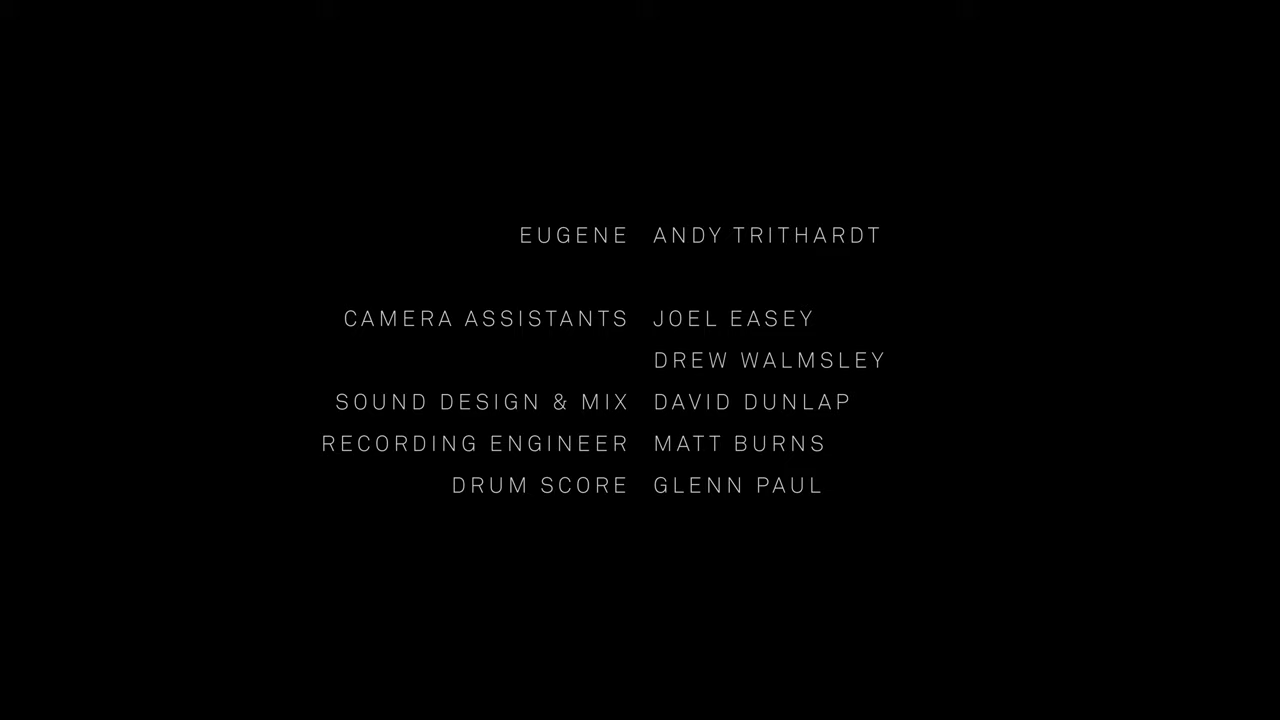 EUGENE ANDY TRITHARDT
CAMERA ASSISTANTS JOEL EASEY
DREW WALMSLEY
SOUND DESIGN & MIX DAVID DUNLAP
RECORDING ENGINEER MATT BURNS
DRUM SCORE GLENN PAUL